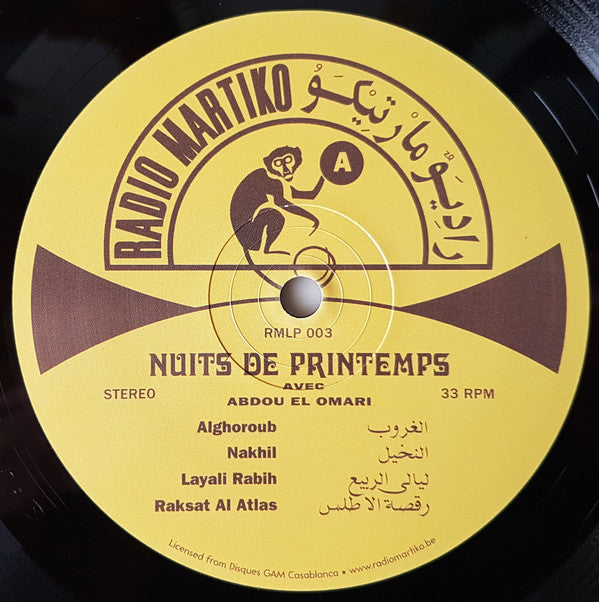 RADIO MARTIKO راديو مارتيكو
A
RMLP 003
NUITS DE PRINTEMPS
STEREO
AVEC
33 RPM
ABDOU EL OMARI
Alghoroub الغروب
Nakhil النخيل
Layali Rabih ليالى الربيع
Raksat Al Atlas رقصة الاطلس
Licensed from Disques GAM Casablanca • www.radiomartiko.be